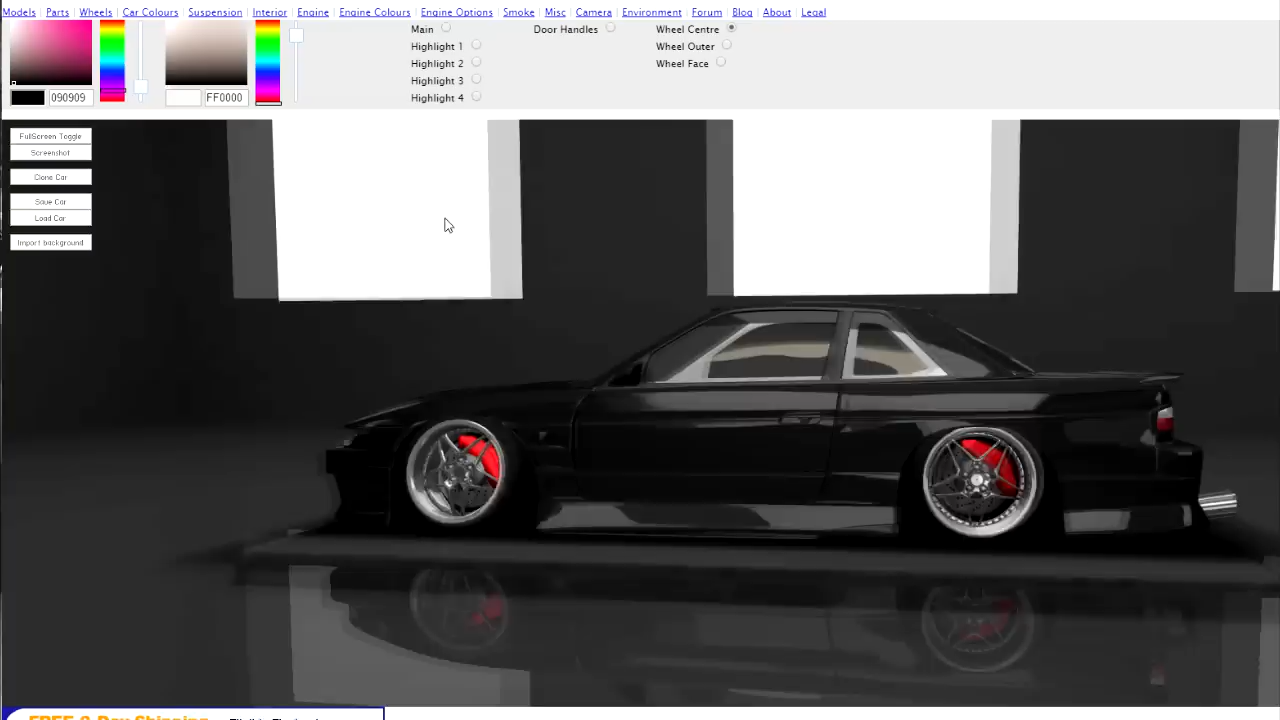 Models Parts Wheels Car Colours Suspension Interior Engine Engine Colours Engine Options Smoke Misc Camera Environment Forum Blog About Legal
Main Door Handles Wheel Centre
Highlight 1 Wheel Outer
Highlight 2 Wheel Face
Highlight 3
090909 FF0000 Highlight 4
FullScreen Toggle
Screenshot
Clone Car
Save Car
Load Car
Import background